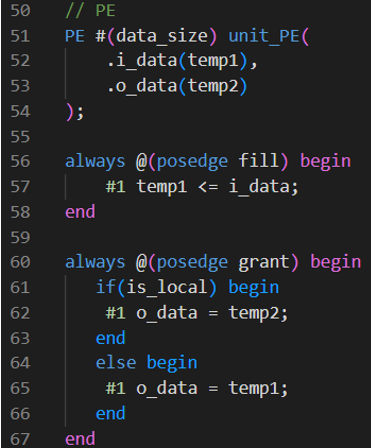 50 // PE
51 PE #(data_size) unit_PE(
52     .i_data(temp1),
53     .o_data(temp2)
54 );
55
56 always @(posedge fill) begin
57     #1 temp1 <= i_data;
58 end
59
60 always @(posedge grant) begin
61    if(is_local) begin
62     #1 o_data = temp2;
63    end
64    else begin
65     #1 o_data = temp1;
66    end
67 end